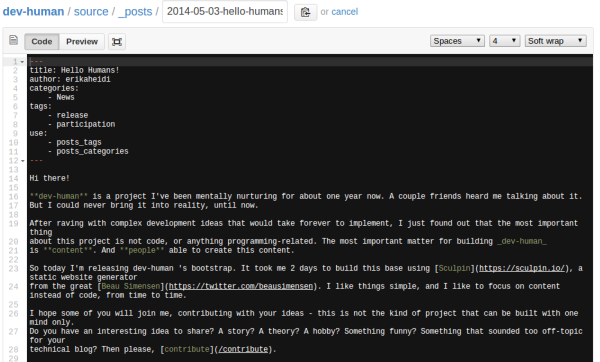 dev-human / source / _posts / 2014-05-03-hello-humans or cancel
Code Preview Spaces 4 Soft wrap
1 ---
2 title: Hello Humans!
3 author: erikaheidi
4 categories:
5 - News
6 tags:
7 - release
8 - participation
9 use:
10 - posts_tags
11 - posts_categories
12 ---
13
14 Hi there!
15
16 **dev-human** is a project I've been mentally nurturing for about one year now. A couple friends heard me talking about it.
17 But I could never bring it into reality, until now.
18
19 After raving with complex development ideas that would take forever to implement, I just found out that the most important
thing
20 about this project is not code, or anything programming-related. The most important matter for building _dev-human_
21 is **content**. And **people** able to create this content.
22
23 So today I'm releasing dev-human 's bootstrap. It took me 2 days to build this base using [Sculpin](https://sculpin.io/), a
static website generator
24 from the great [Beau Simensen](https://twitter.com/beausimensen). I like things simple, and I like to focus on content
instead of code, from time to time.
25
26 I hope some of you will join me, contributing with your ideas - this is not the kind of project that can be built with one
mind only.
27 Do you have an interesting idea to share? A story? A theory? A hobby? Something funny? Something that sounded too off-topic
for your
28 technical blog? Then please, [contribute](/contribute).
29